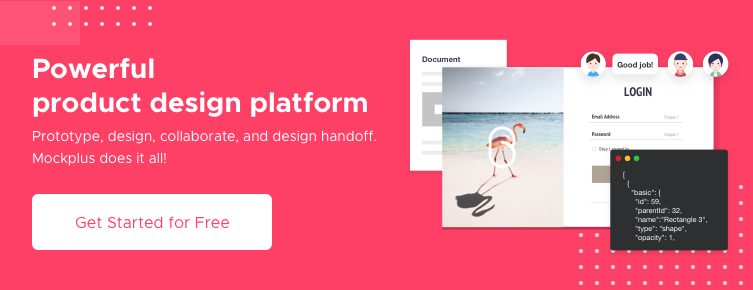 Powerful
product design platform
Prototype, design, collaborate, and design handoff.
Mockplus does it all!
Get Started for Free
Document
Good job!
LOGIN
Email Address
Password
Stay
{
{
"basic": {
"id": 59,
"parentId": 32,
"name":"Rectangle 3",
"type": "shape",
"opacity": 1,